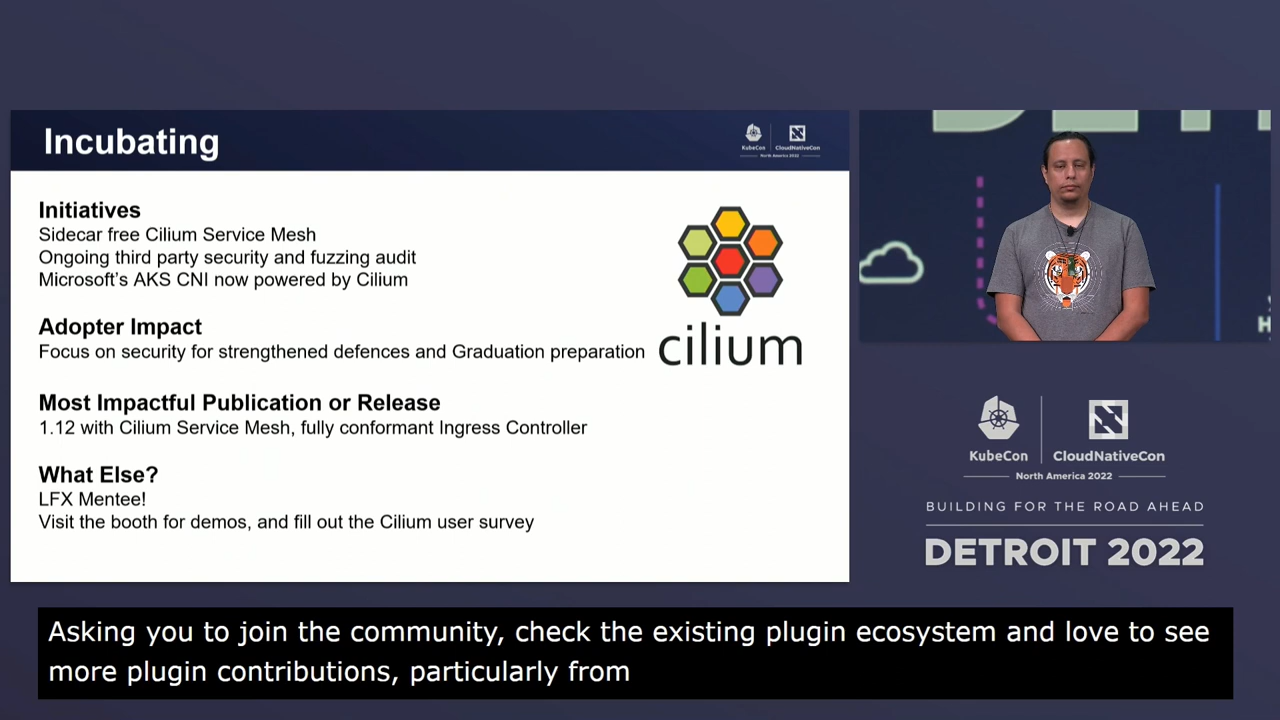 Incubating
KubeCon
CloudNativeCon
North America 2022
Initiatives
Sidecar free Cilium Service Mesh
Ongoing third party security and fuzzing audit
Microsoft's AKS CNI now powered by Cilium
Adopter Impact
Focus on security for strengthened defences and Graduation preparation
cilium
Most Impactful Publication or Release
1.12 with Cilium Service Mesh, fully conformant Ingress Controller
What Else?
LFX Mentee!
Visit the booth for demos, and fill out the Cilium user survey
KubeCon
CloudNativeCon
North America 2022
BUILDING FOR THE ROAD AHEAD
DETROIT 2022
Asking you to join the community, check the existing plugin ecosystem and love to see
more plugin contributions, particularly from